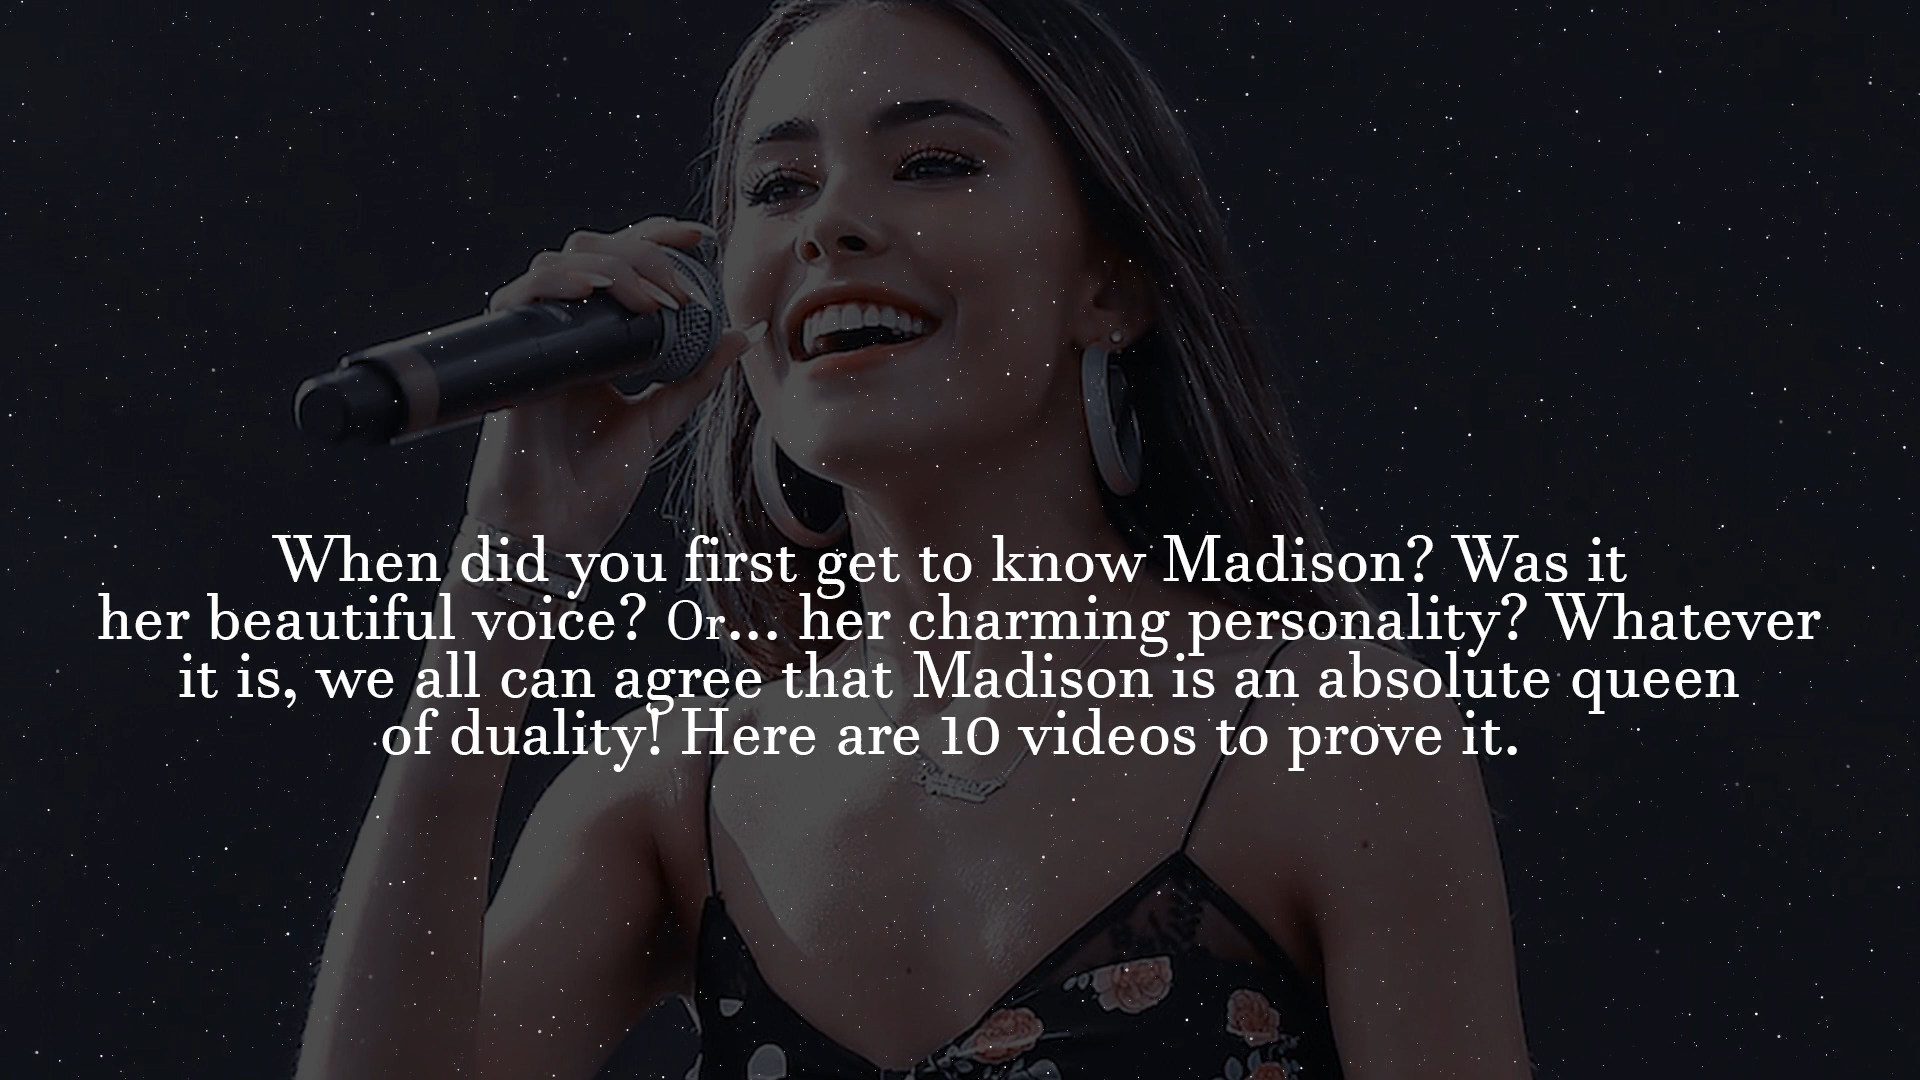 When did you first get to know Madison? Was it
her beautiful voice? Or... her charming personality? Whatever
it is, we all can agree that Madison is an absolute queen
of duality! Here are 10 videos to prove it.